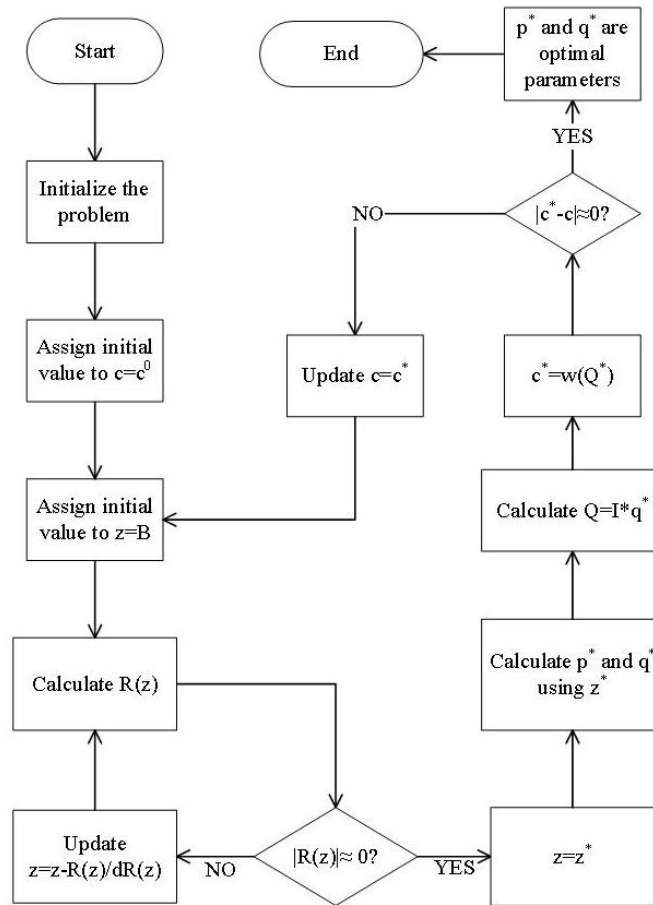 Start
Initialize the
problem
Assign initial
value to c=c⁰
Assign initial
value to z=B
Calculate R(z)
Update
z=z-R(z)/dR(z)
NO
|R(z)|≈ 0?
YES
z=z*
Calculate p* and q*
using z*
Calculate Q=I*q*
c*=w(Q*)
|c*-c|≈0?
NO
Update c=c*
YES
p* and q* are
optimal
parameters
End